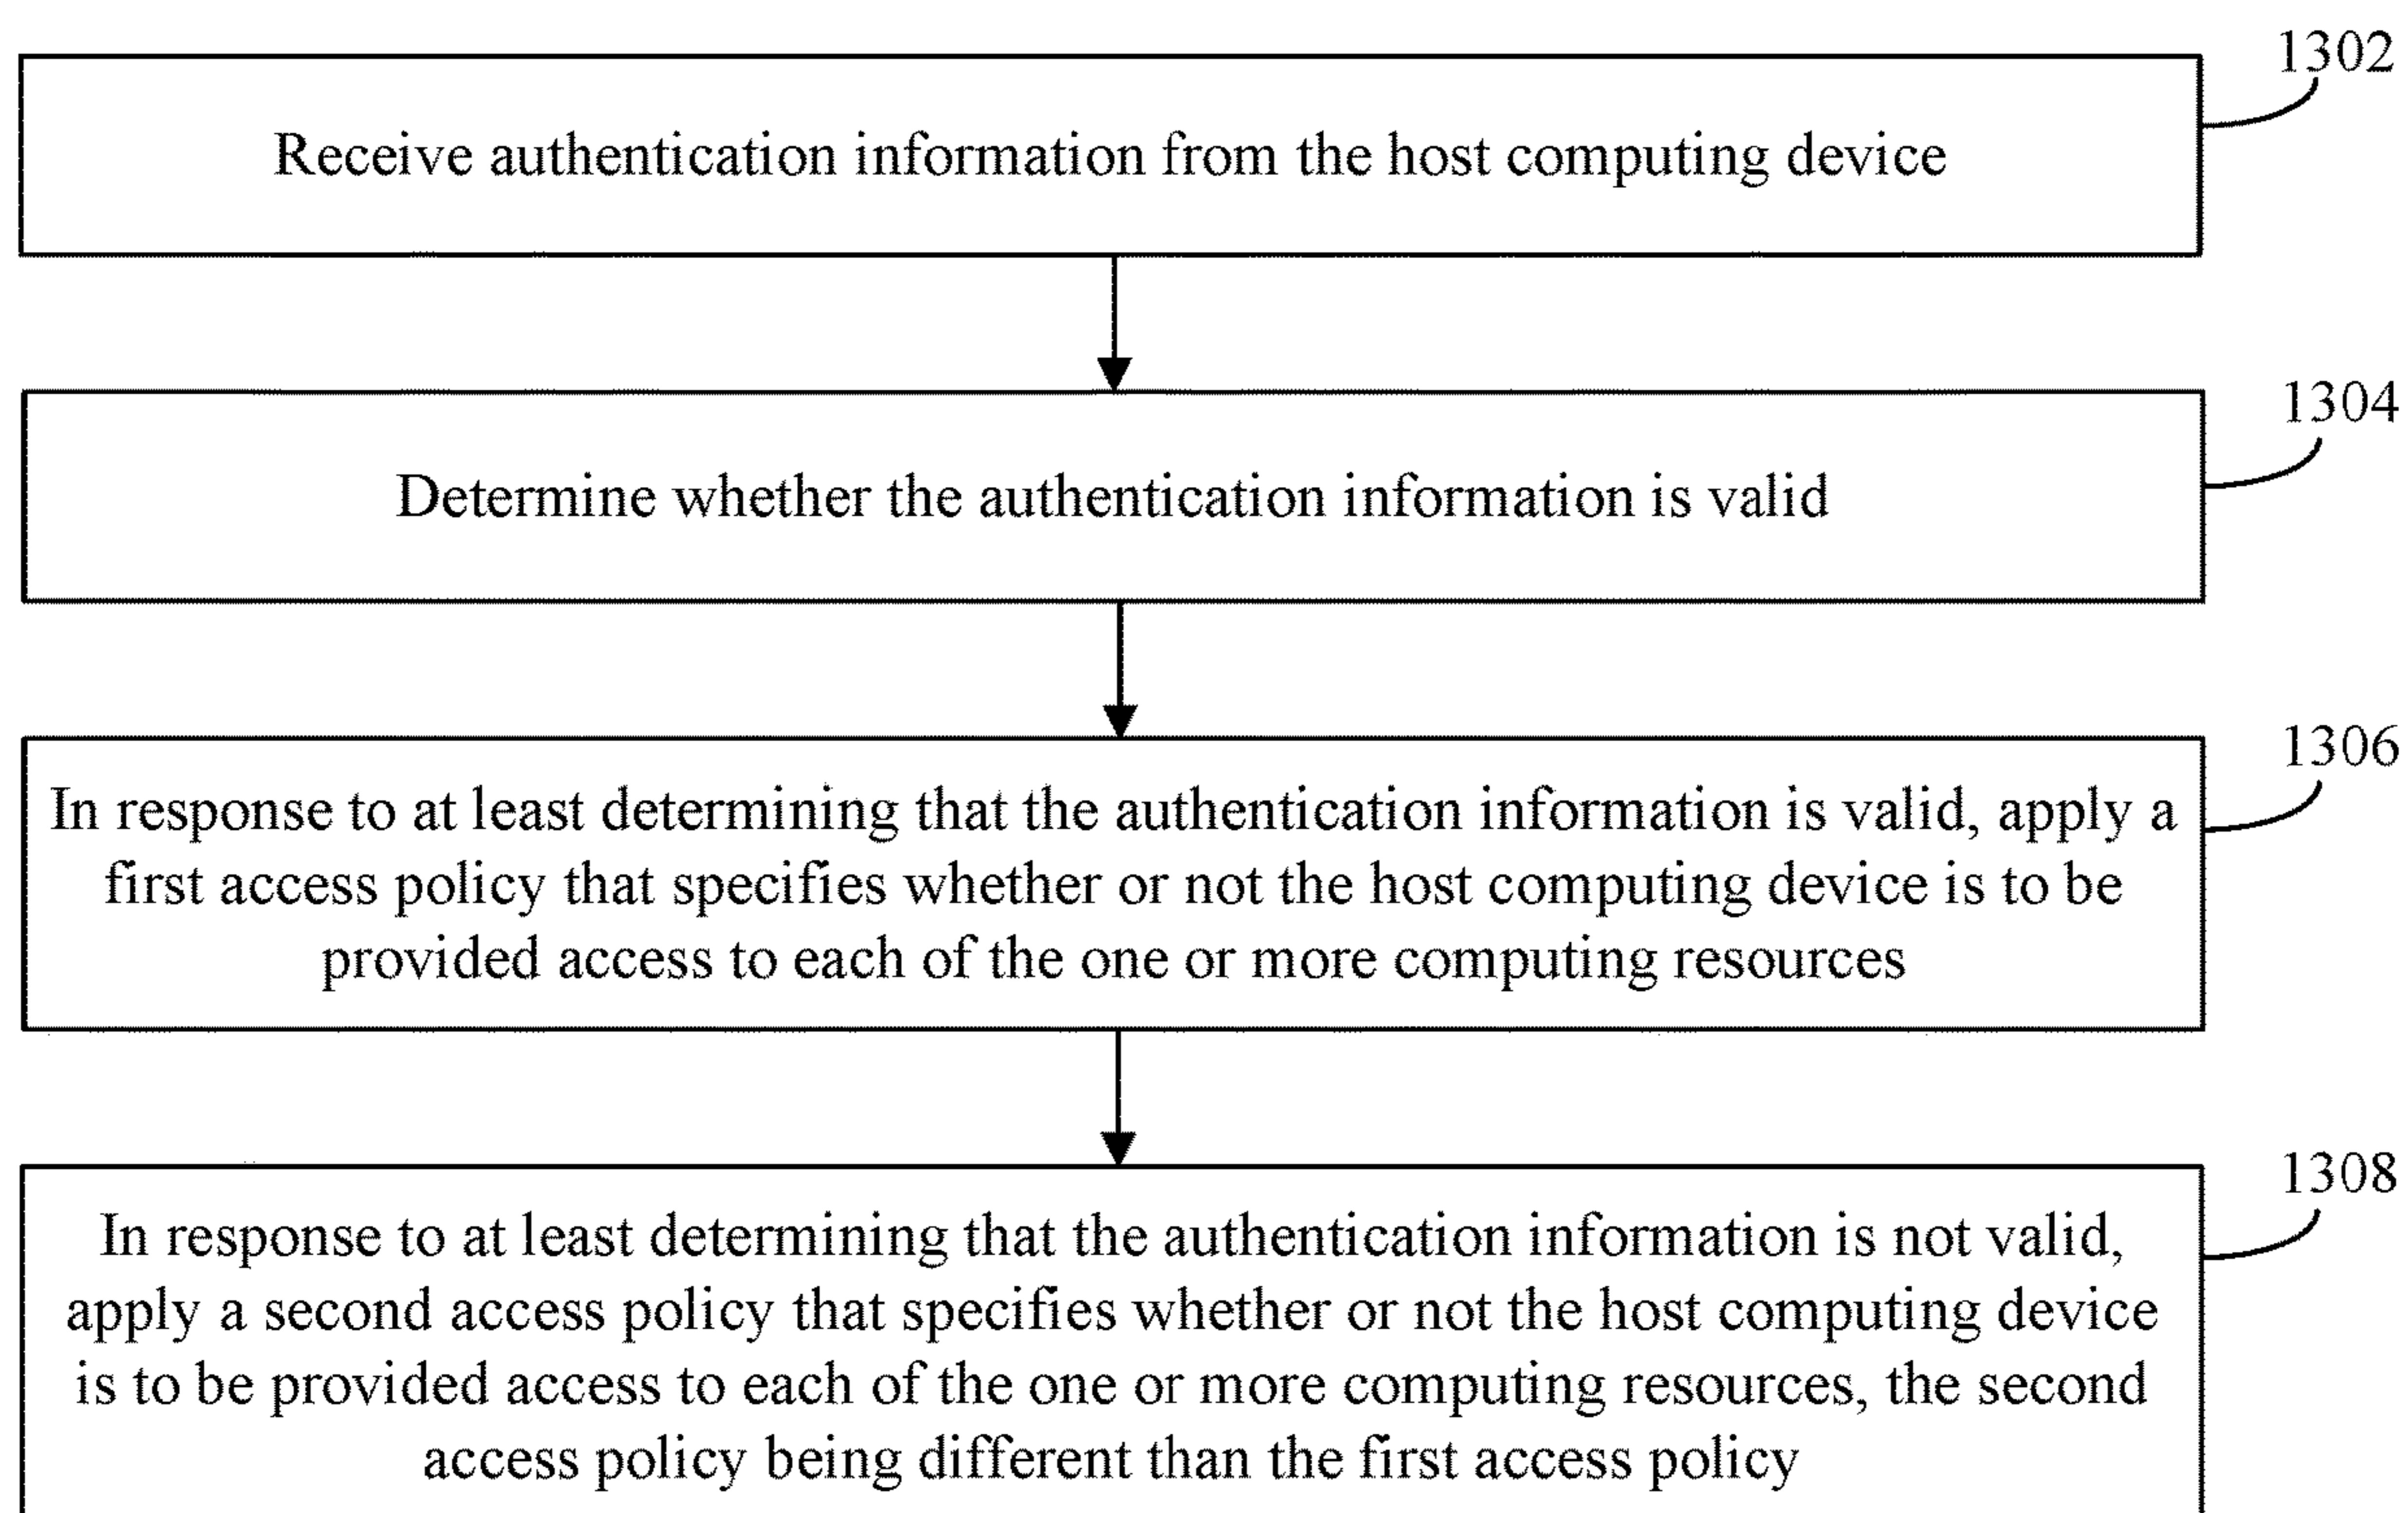 1302
Receive authentication information from the host computing device
1304
Determine whether the authentication information is valid
1306
In response to at least determining that the authentication information is valid, apply a
first access policy that specifies whether or not the host computing device is to be
provided access to each of the one or more computing resources
1308
In response to at least determining that the authentication information is not valid,
apply a second access policy that specifies whether or not the host computing device
is to be provided access to each of the one or more computing resources, the second
access policy being different than the first access policy